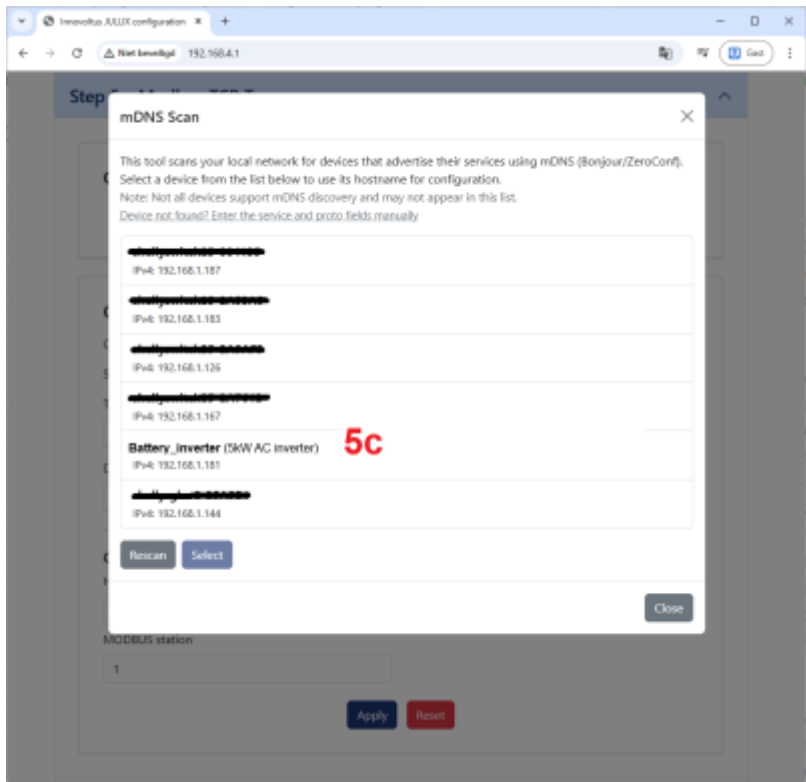 Innovoltus JULIIX configuration
Niet beveiligd 192.168.4.1
Gast
Step
mDNS Scan
This tool scans your local network for devices that advertise their services using mDNS (Bonjour/ZeroConf).
Select a device from the list below to use its hostname for configuration.
Note: Not all devices support mDNS discovery and may not appear in this list.
Device not found? Enter the service and proto fields manually
IPv4: 192.168.1.187
IPv4: 192.168.1.183
IPv4: 192.168.1.126
IPv4: 192.168.1.167
Battery_inverter (5kW AC inverter)
5c
IPv4: 192.168.1.181
IPv4: 192.168.1.144
Rescan
Select
Close
MODBUS station
1
Apply
Reset